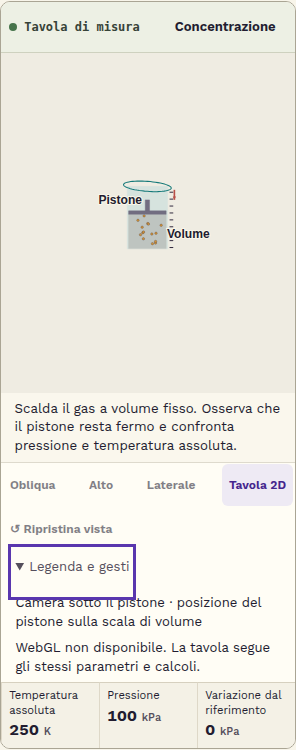 Tavola di misura
Concentrazione
Pistone
Volume
Scalda il gas a volume fisso. Osserva che
il pistone resta fermo e confronta
pressione e temperatura assoluta.
Obliqua
Alto
Laterale
Tavola 2D
↺ Ripristina vista
▼ Legenda e gesti
Camera sotto il pistone · posizione del
pistone sulla scala di volume
WebGL non disponibile. La tavola segue
gli stessi parametri e calcoli.
Temperatura
assoluta
250 K
Pressione
100 kPa
Variazione dal
riferimento
0 kPa